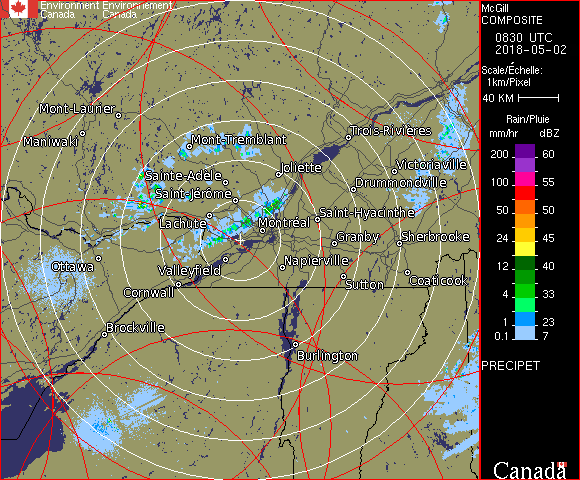 Environment Environnement
Canada Canada
McGill
COMPOSITE
0830 UTC
2018-05-02
Scale/Échelle:
1km/Pixel
40 KM
Rain/Pluie
mm/hr dBZ
200 60
100 55
50 50
24 45
12 40
4 33
1 23
0.1 7
PRECIPET
Canada
Mont-Laurier
Maniwaki
Mont-Tremblant
Trois-Rivières
Sainte-Adèle
Joliette
Victoriaville
Saint-Jérôme
Drummondville
Lachute
Montréal
Saint-Hyacinthe
Granby
Sherbrooke
Ottawa
Valleyfield
Napierville
Cornwall
Sutton
Coaticook
Brockville
Burlington